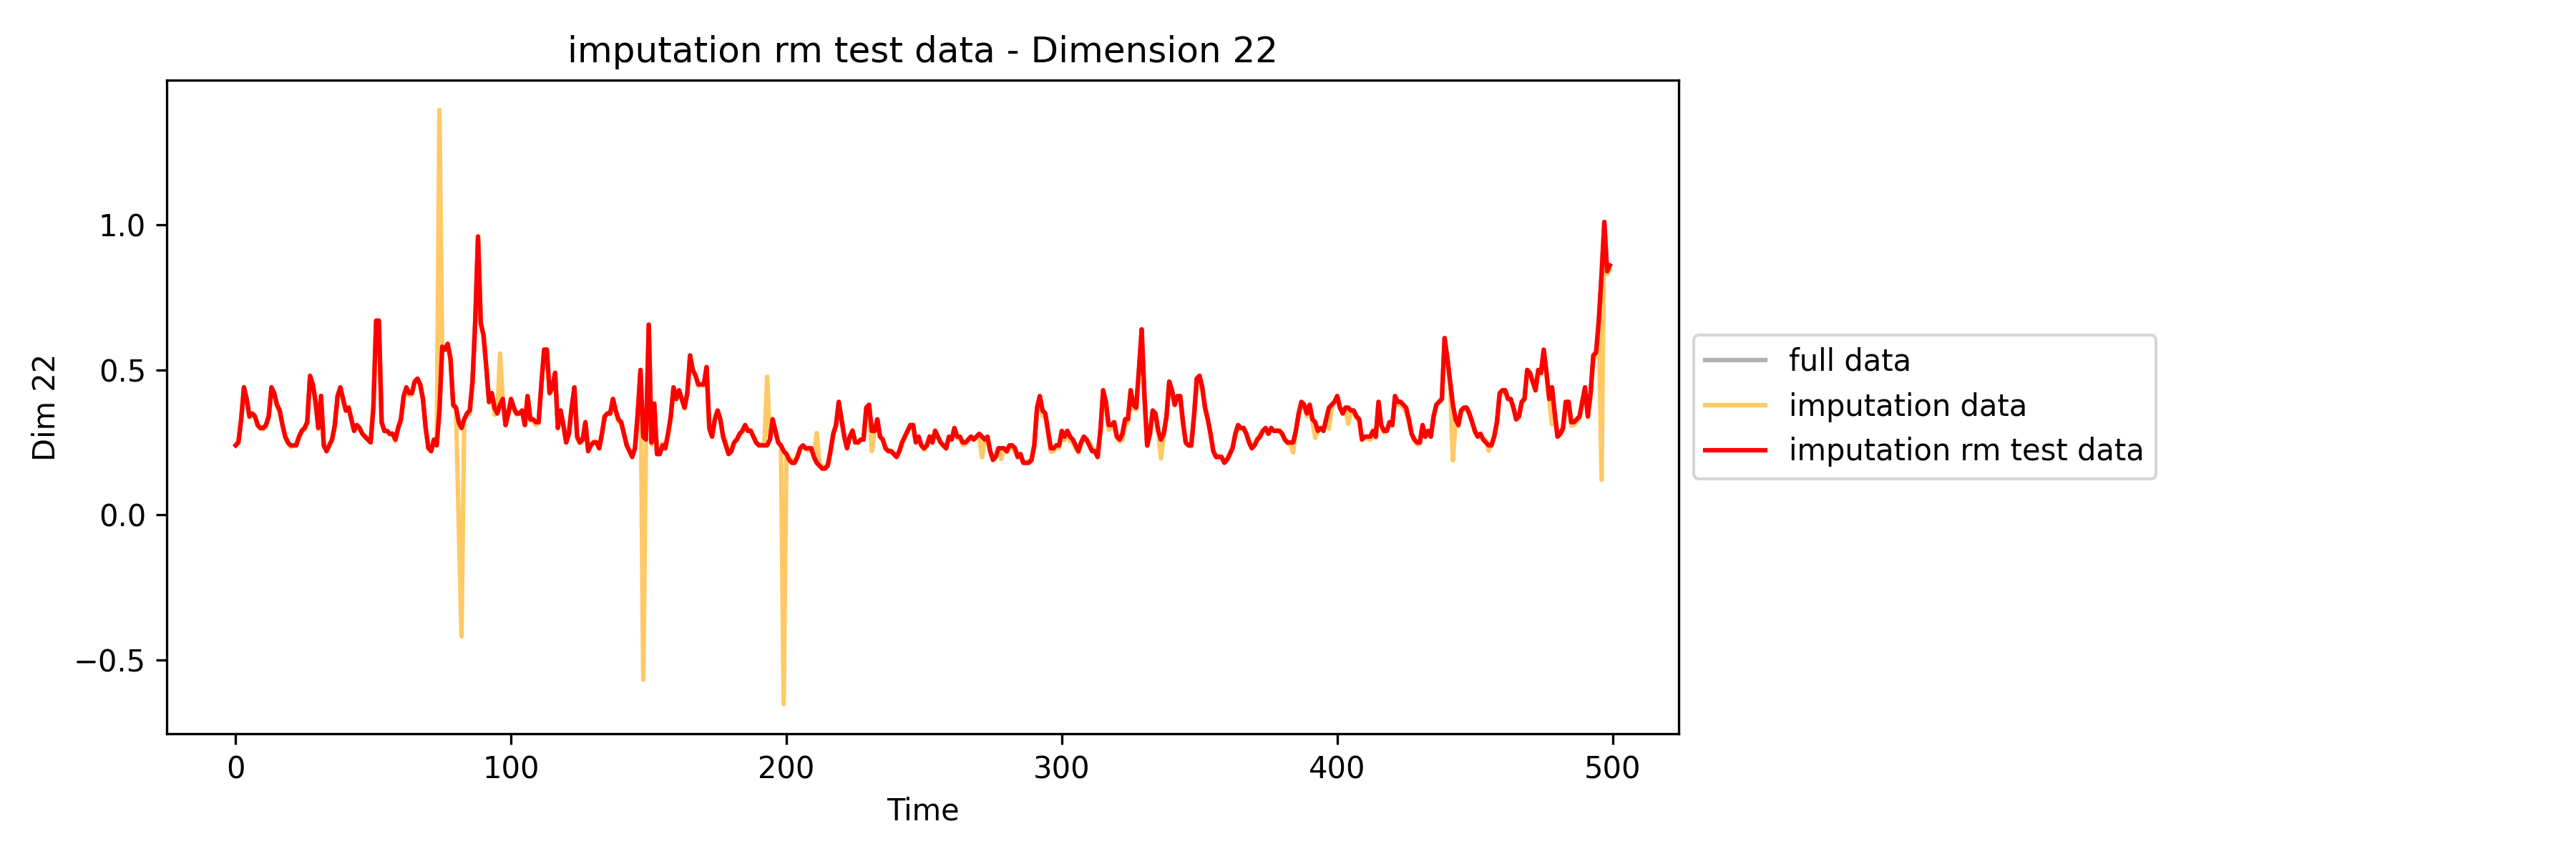 imputation rm test data - Dimension 22
Dim 22
1.0
0.5
0.0
−0.5
0 100 200 300 400 500
Time
full data
imputation data
imputation rm test data